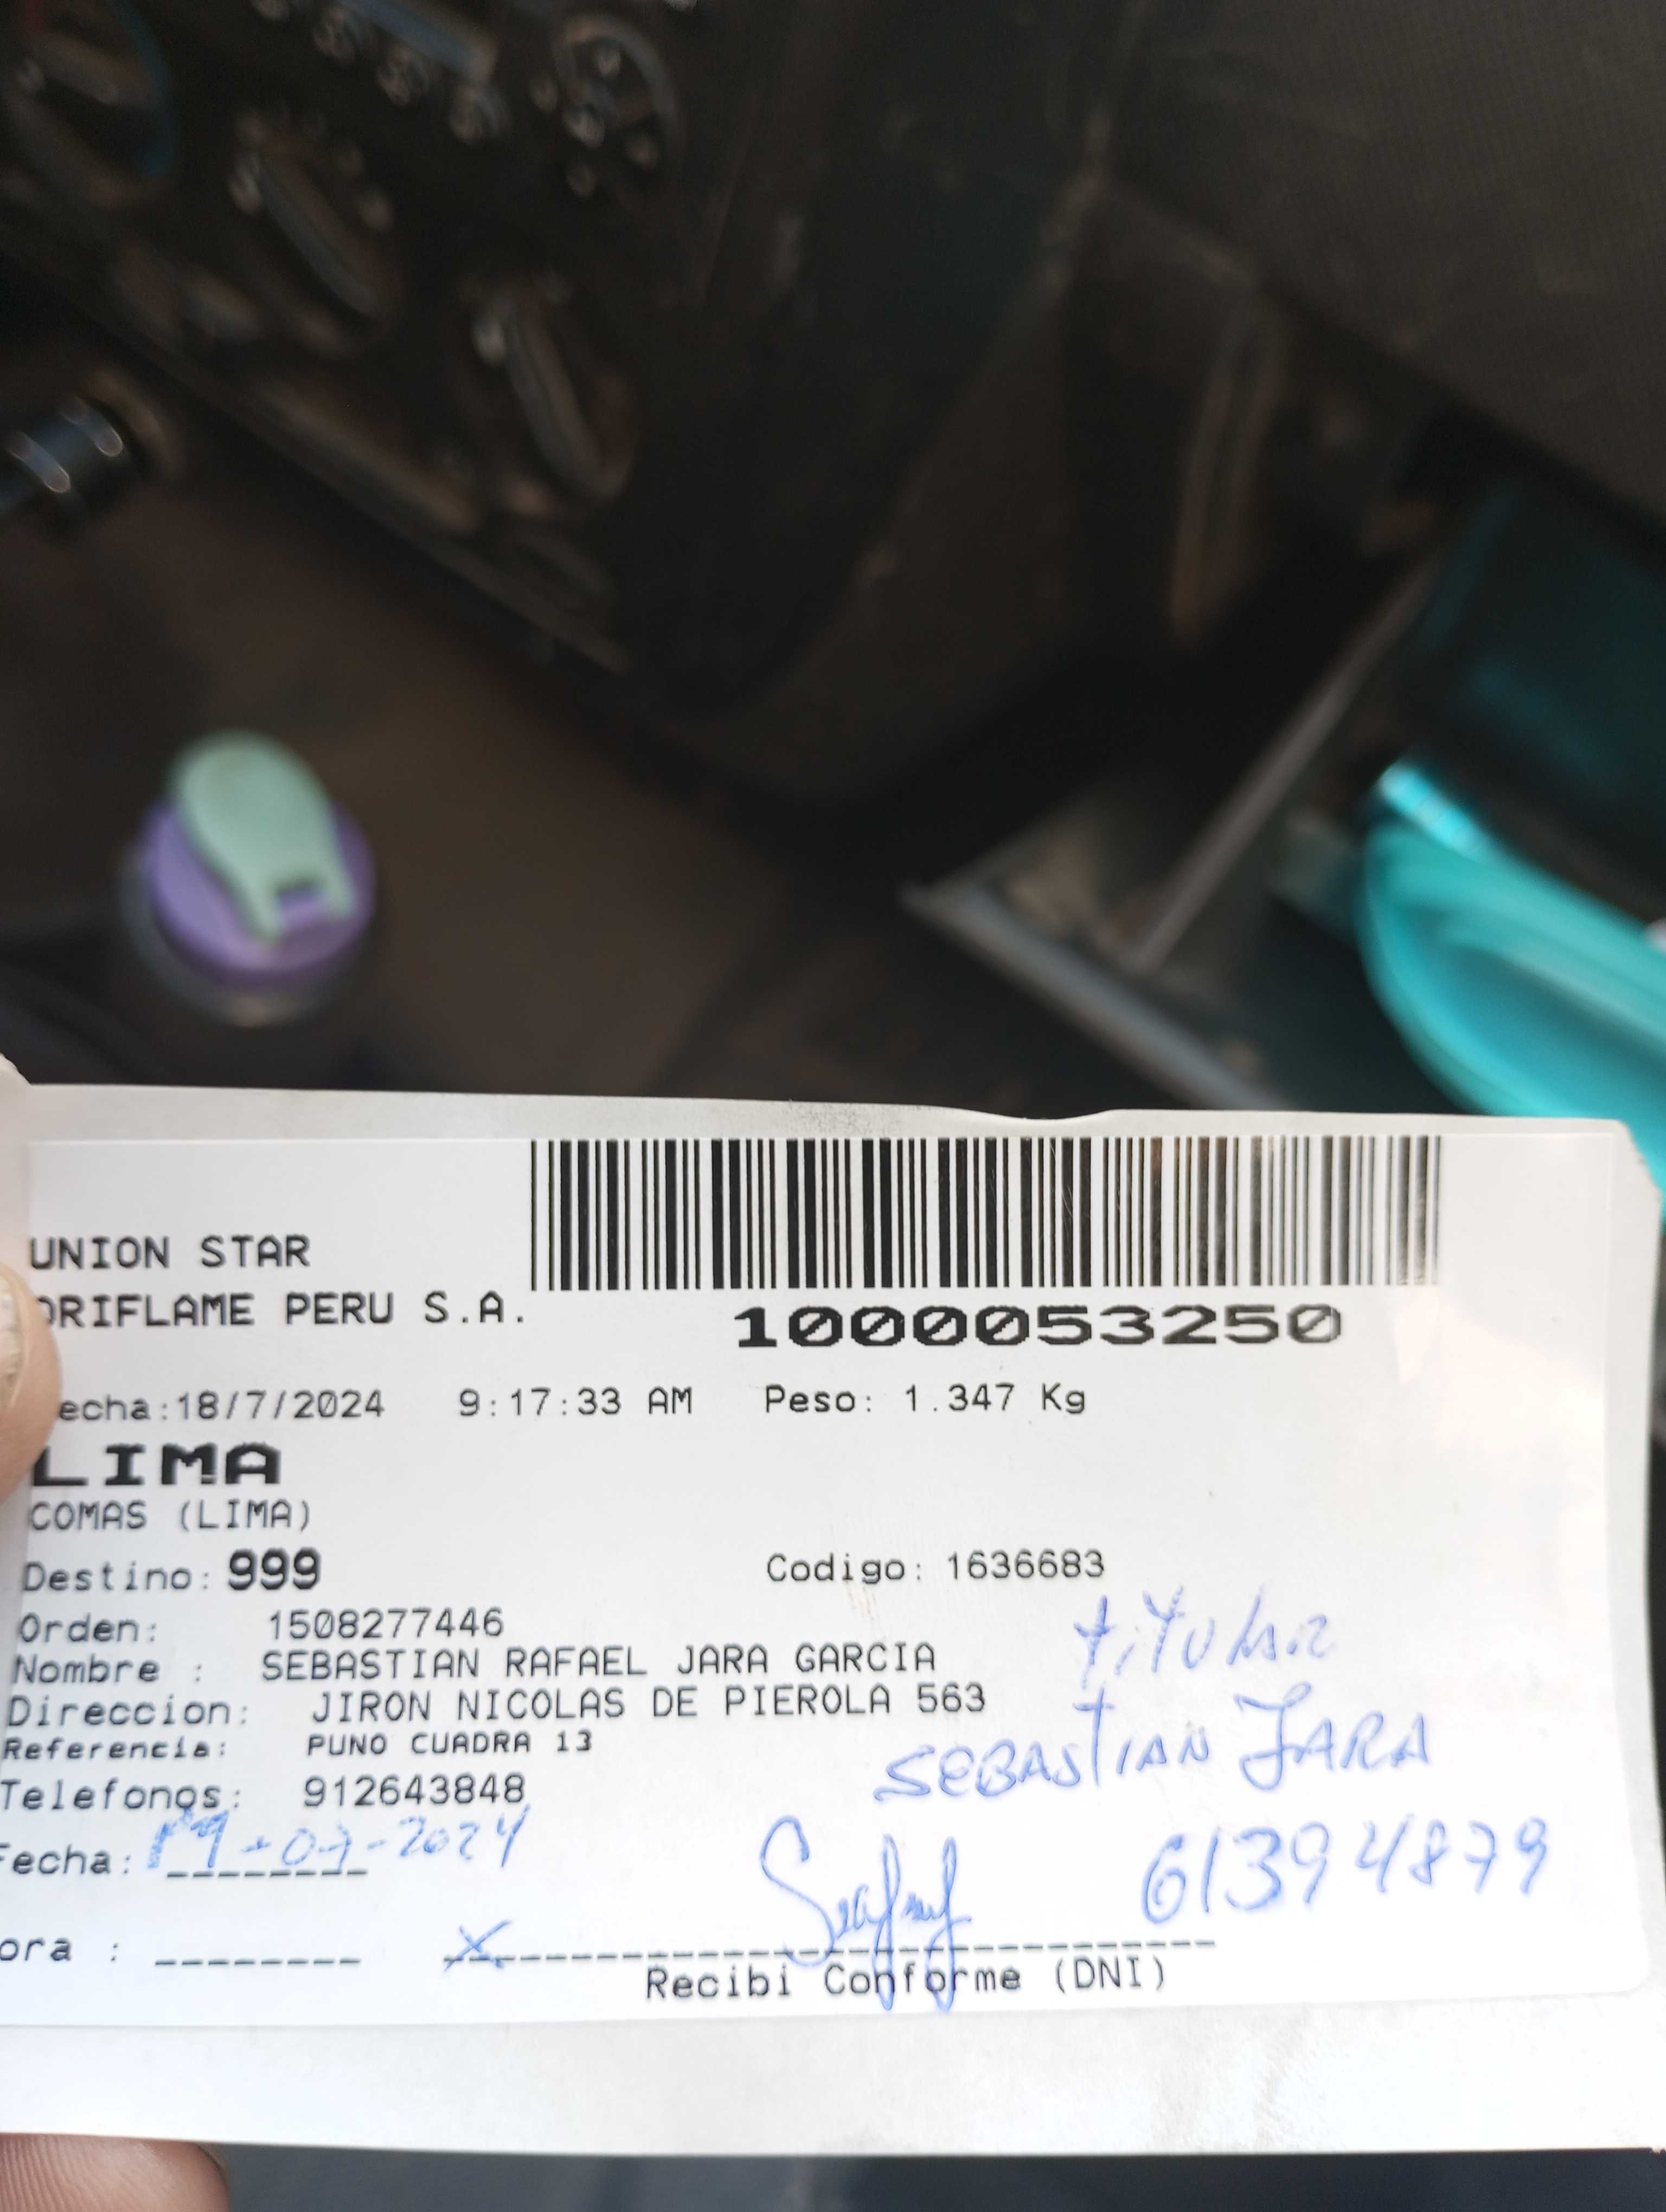 UNION STAR
ORIFLAME PERU S.A.
1000053250
echa:18/7/2024 9:17:33 AM Peso: 1.347 Kg
LIMA
COMAS (LIMA)
Destino: 999 Codigo: 1636683
Orden: 1508277446
titular
Nombre : SEBASTIAN RAFAEL JARA GARCIA
Direccion: JIRON NICOLAS DE PIEROLA 563
Referencia: PUNO CUADRA 13
SEBASTIAN JARA
Telefonos: 912643848
Fecha: 19-07-2024
61394879
ora : ________ X
Recibi Conforme (DNI)